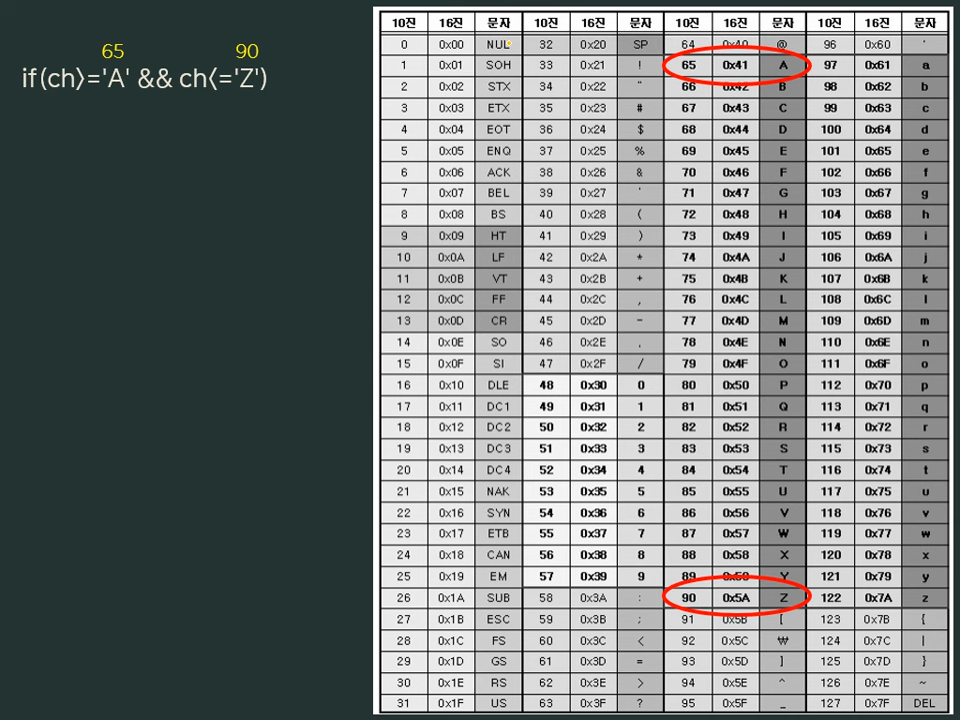 65 90
if(ch>='A' && ch<='Z')
10진 16진 문자 10진 16진 문자 10진 16진 문자 10진 16진 문자
0 0x00 NUL 32 0x20 SP 64 0x40 @ 96 0x60 `
1 0x01 SOH 33 0x21 ! 65 0x41 A 97 0x61 a
2 0x02 STX 34 0x22 " 66 0x42 B 98 0x62 b
3 0x03 ETX 35 0x23 # 67 0x43 C 99 0x63 c
4 0x04 EOT 36 0x24 $ 68 0x44 D 100 0x64 d
5 0x05 ENQ 37 0x25 % 69 0x45 E 101 0x65 e
6 0x06 ACK 38 0x26 & 70 0x46 F 102 0x66 f
7 0x07 BEL 39 0x27 ' 71 0x47 G 103 0x67 g
8 0x08 BS 40 0x28 ( 72 0x48 H 104 0x68 h
9 0x09 HT 41 0x29 ) 73 0x49 I 105 0x69 i
10 0x0A LF 42 0x2A * 74 0x4A J 106 0x6A j
11 0x0B VT 43 0x2B + 75 0x4B K 107 0x6B k
12 0x0C FF 44 0x2C , 76 0x4C L 108 0x6C l
13 0x0D CR 45 0x2D - 77 0x4D M 109 0x6D m
14 0x0E SO 46 0x2E . 78 0x4E N 110 0x6E n
15 0x0F SI 47 0x2F / 79 0x4F O 111 0x6F o
16 0x10 DLE 48 0x30 0 80 0x50 P 112 0x70 p
17 0x11 DC1 49 0x31 1 81 0x51 Q 113 0x71 q
18 0x12 DC2 50 0x32 2 82 0x52 R 114 0x72 r
19 0x13 DC3 51 0x33 3 83 0x53 S 115 0x73 s
20 0x14 DC4 52 0x34 4 84 0x54 T 116 0x74 t
21 0x15 NAK 53 0x35 5 85 0x55 U 117 0x75 u
22 0x16 SYN 54 0x36 6 86 0x56 V 118 0x76 v
23 0x17 ETB 55 0x37 7 87 0x57 W 119 0x77 w
24 0x18 CAN 56 0x38 8 88 0x58 X 120 0x78 x
25 0x19 EM 57 0x39 9 89 0x59 Y 121 0x79 y
26 0x1A SUB 58 0x3A : 90 0x5A Z 122 0x7A z
27 0x1B ESC 59 0x3B ; 91 0x5B [ 123 0x7B {
28 0x1C FS 60 0x3C < 92 0x5C ₩ 124 0x7C |
29 0x1D GS 61 0x3D = 93 0x5D ] 125 0x7D }
30 0x1E RS 62 0x3E > 94 0x5E ^ 126 0x7E ~
31 0x1F US 63 0x3F ? 95 0x5F _ 127 0x7F DEL